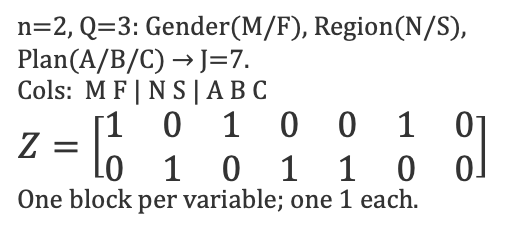 n=2, Q=3: Gender(M/F), Region(N/S),
Plan(A/B/C) → J=7.
Cols: M F | N S | A B C
Z = [1 0 1 0 0 1 0
0 1 0 1 1 0 0]
One block per variable; one 1 each.